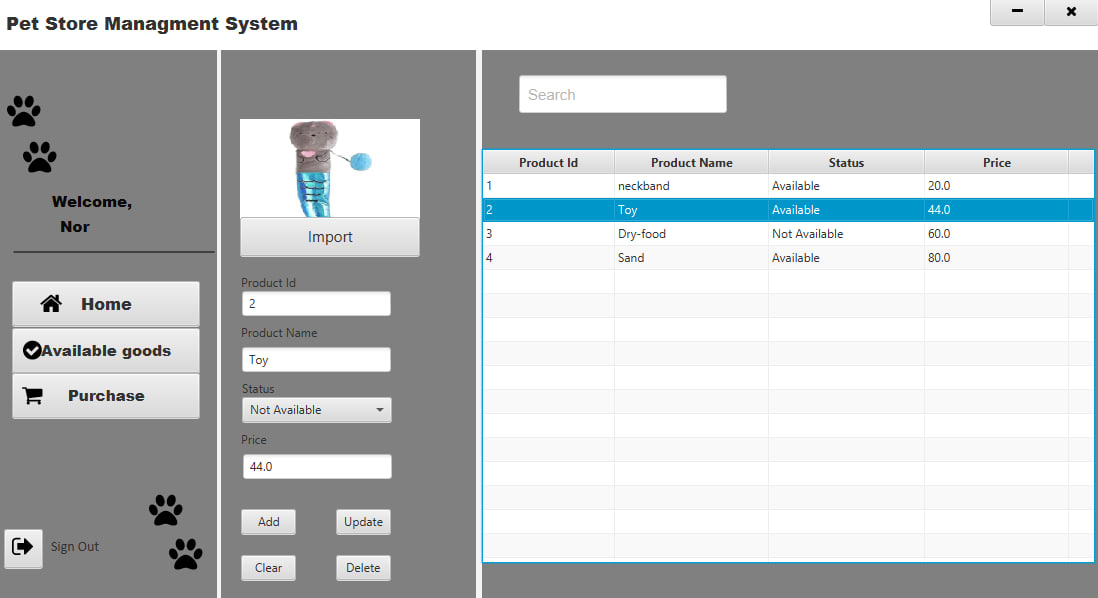 Pet Store Managment System
Welcome,
Nor
Home
Available goods
Purchase
Sign Out
Import
Product Id
2
Product Name
Toy
Status
Not Available
Price
44.0
Add Update
Clear Delete
Search
Product Id Product Name Status Price
1 neckband Available 20.0
2 Toy Available 44.0
3 Dry-food Not Available 60.0
4 Sand Available 80.0